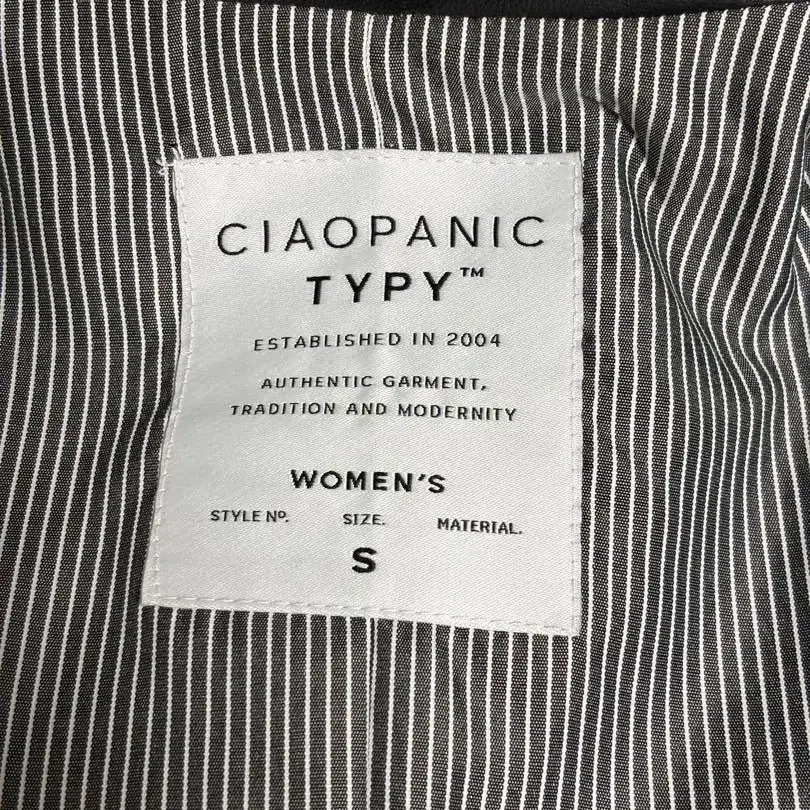 CIAOPANIC
TYPY™
ESTABLISHED IN 2004
AUTHENTIC GARMENT,
TRADITION AND MODERNITY
WOMEN'S
STYLE Nº. SIZE. MATERIAL.
S